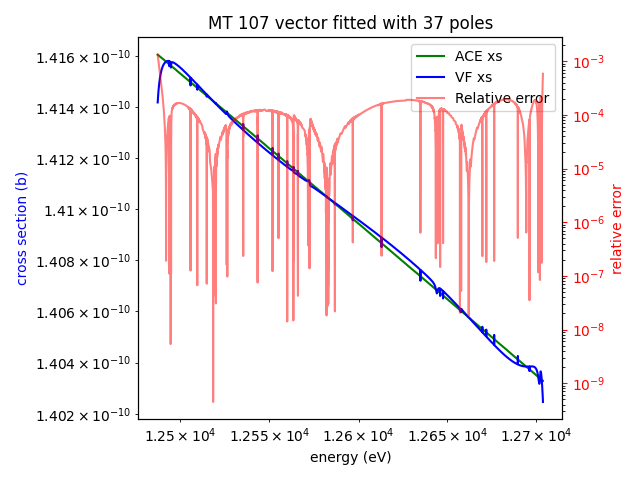 MT 107 vector fitted with 37 poles
ACE xs
VF xs
Relative error
cross section (b)
1.416 × 10⁻¹⁰
1.414 × 10⁻¹⁰
1.412 × 10⁻¹⁰
1.41 × 10⁻¹⁰
1.408 × 10⁻¹⁰
1.406 × 10⁻¹⁰
1.404 × 10⁻¹⁰
1.402 × 10⁻¹⁰
10⁻³
10⁻⁴
10⁻⁵
10⁻⁶
10⁻⁷
10⁻⁸
10⁻⁹
relative error
1.25 × 10⁴ 1.255 × 10⁴ 1.26 × 10⁴ 1.265 × 10⁴ 1.27 × 10⁴
energy (eV)